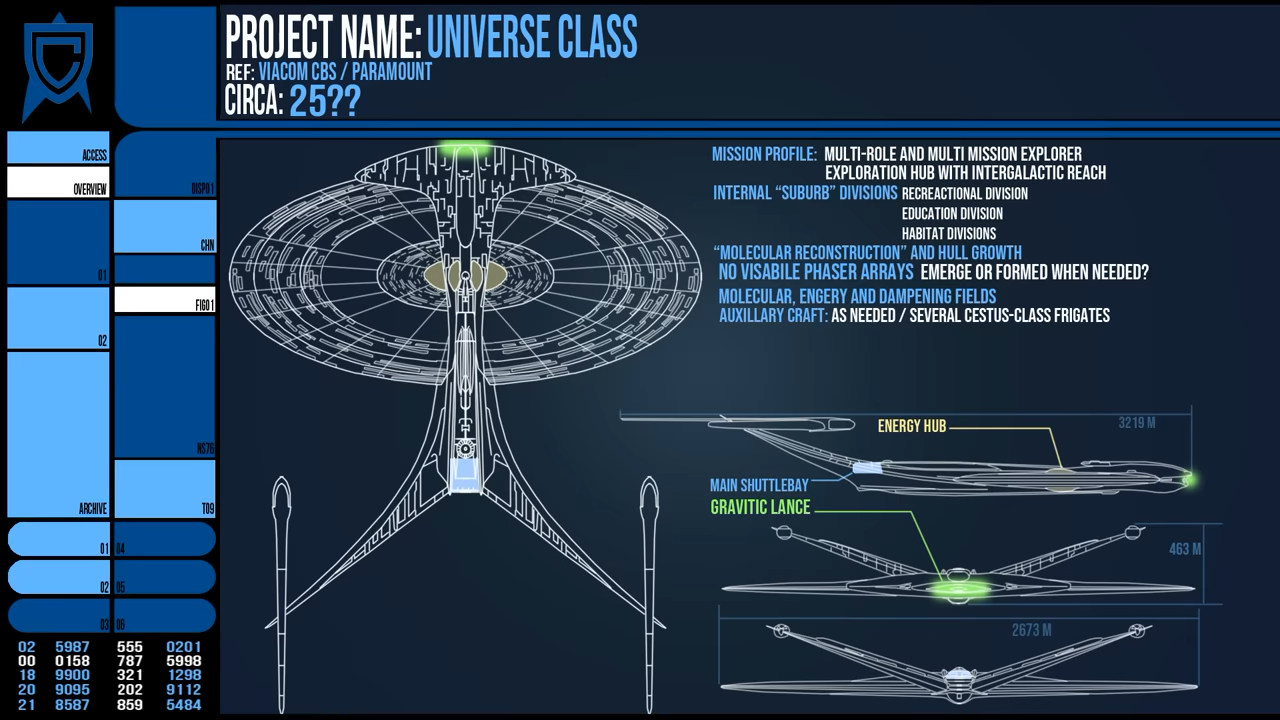 PROJECT NAME: UNIVERSE CLASS
REF: VIACOM CBS / PARAMOUNT
CIRCA: 25??
ACCESS
OVERVIEW
DISP01
CHN
01
FIG01
02
NS76
ARCHIVE
T09
01 04
02 05
03 06
02 5987 555 0201
00 0158 787 5998
18 9900 321 1298
20 9095 202 9112
21 8587 859 5484
MISSION PROFILE: MULTI-ROLE AND MULTI MISSION EXPLORER
EXPLORATION HUB WITH INTERGALACTIC REACH
INTERNAL “SUBURB” DIVISIONS RECREACTIONAL DIVISION
EDUCATION DIVISION
HABITAT DIVISIONS
“MOLECULAR RECONSTRUCTION” AND HULL GROWTH
NO VISABILE PHASER ARRAYS EMERGE OR FORMED WHEN NEEDED?
MOLECULAR, ENGERY AND DAMPENING FIELDS
AUXILLARY CRAFT: AS NEEDED / SEVERAL CESTUS-CLASS FRIGATES
3219 M
ENERGY HUB
MAIN SHUTTLEBAY
GRAVITIC LANCE
463 M
2673 M